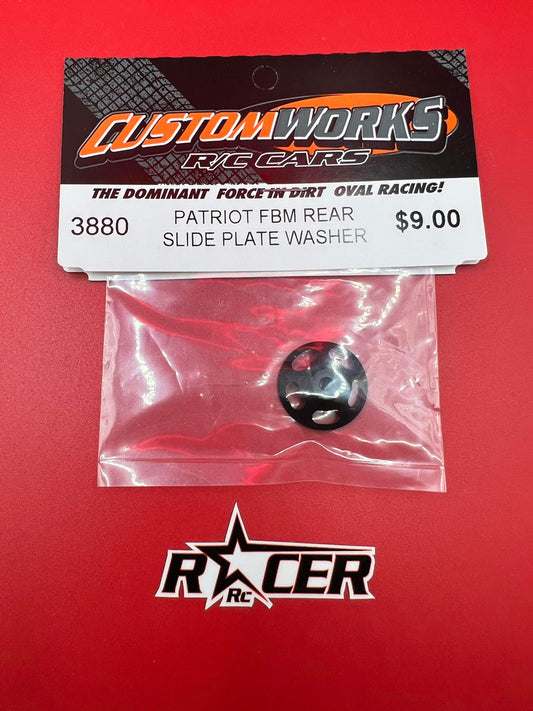 CUSTOMWORKS
R/C CARS
THE DOMINANT FORCE IN DIRT OVAL RACING!
3880 PATRIOT FBM REAR $9.00
SLIDE PLATE WASHER
RACER
RC